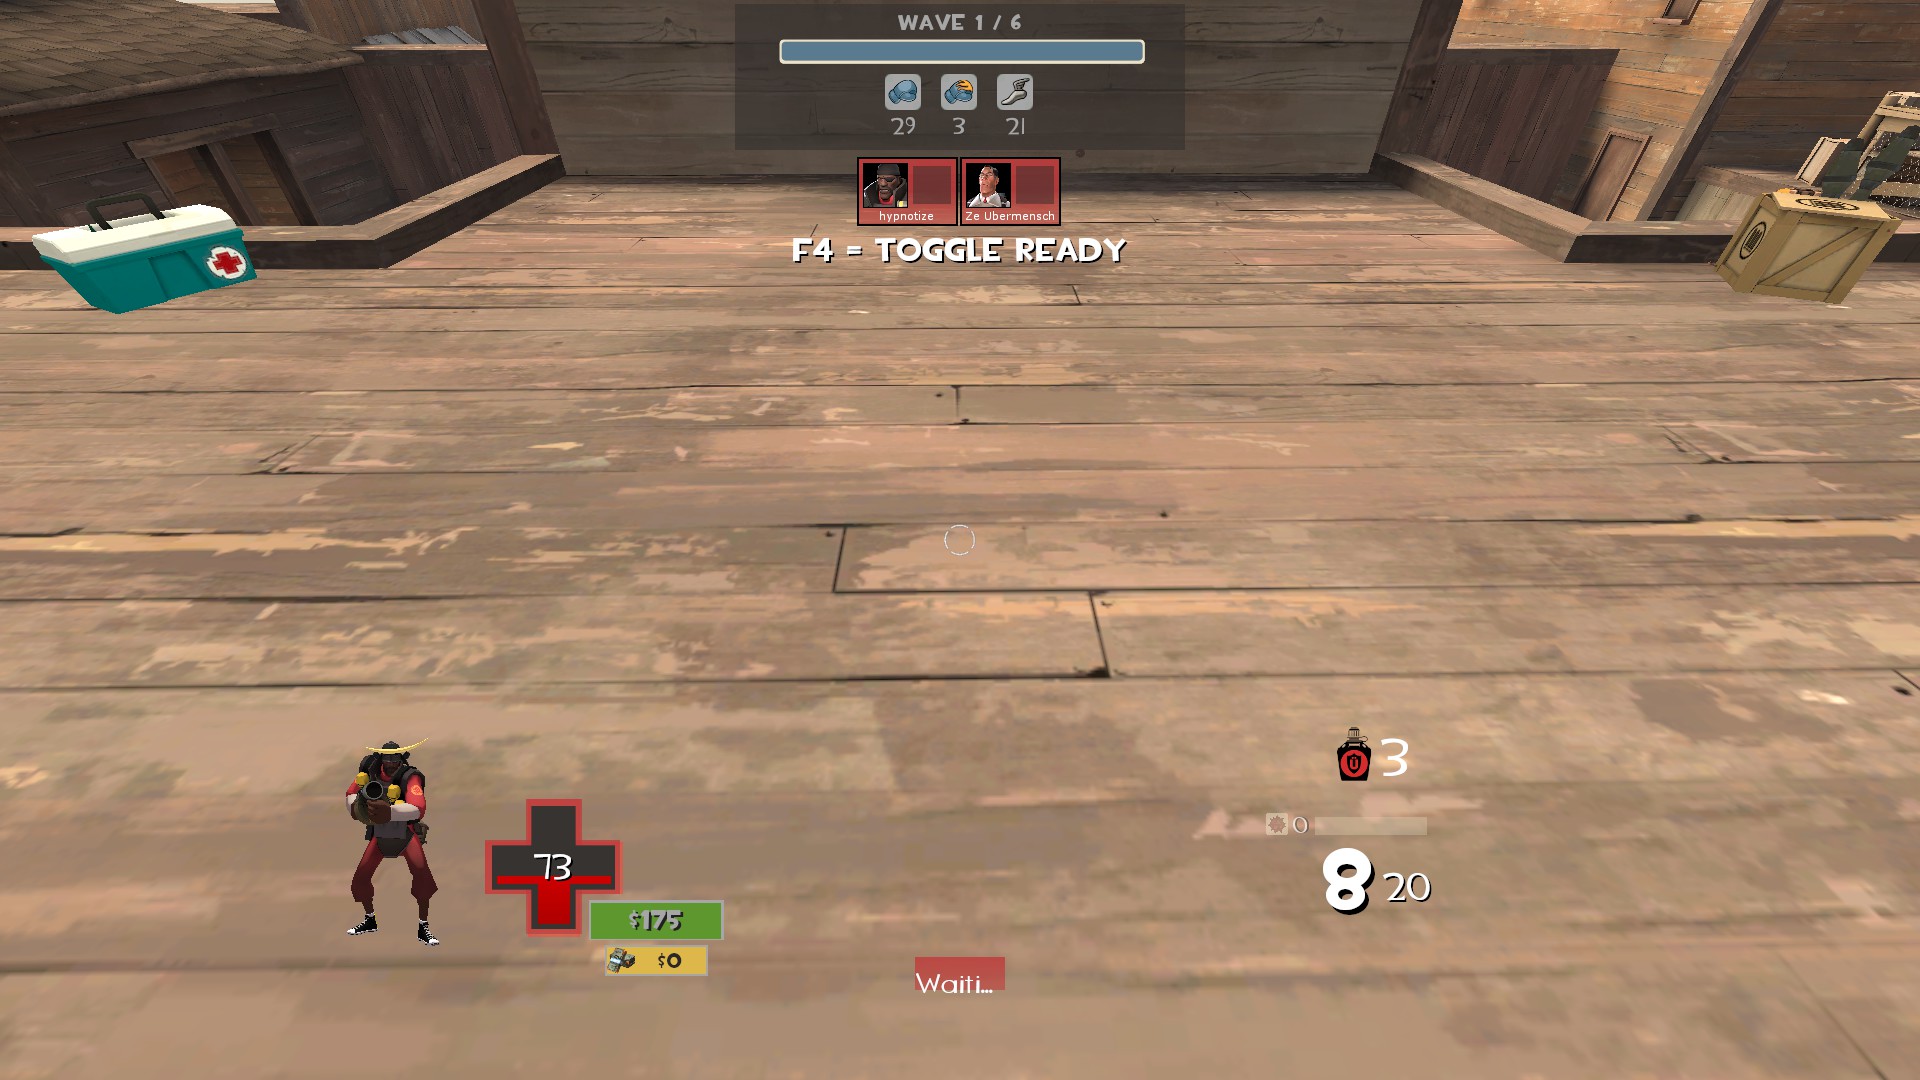 WAVE 1 / 6
29 3 21
hypnotize Ze Ubermensch
F4 = TOGGLE READY
3
0
73
8 20
$175
$0
Waiti...